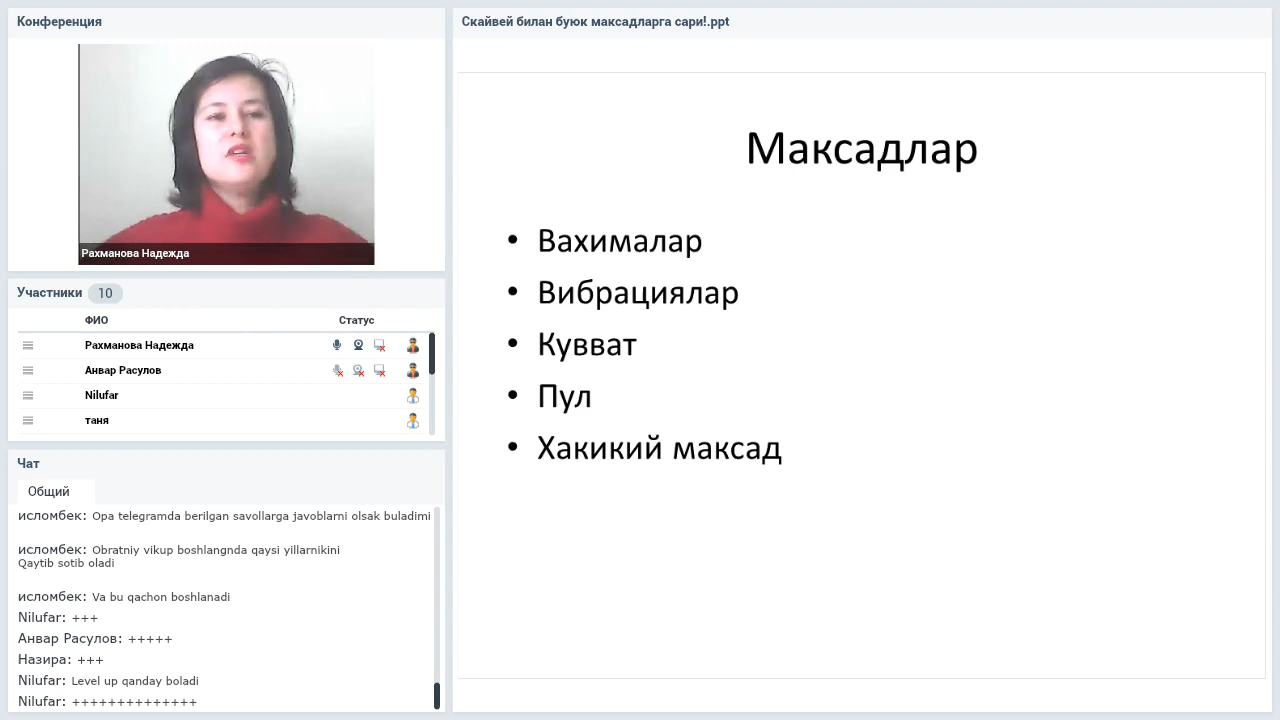 Конференция
Рахманова Надежда
Участники 10
ФИО Статус
Рахманова Надежда
Анвар Расулов
Nilufar
таня
Чат
Общий
исломбек: Opa telegramda berilgan savollarga javoblarni olsak buladimi
исломбек: Obratniy vikup boshlangnda qaysi yillarnikini
Qaytib sotib oladi
исломбек: Va bu qachon boshlanadi
Nilufar: +++
Анвар Расулов: +++++
Назира: +++
Nilufar: Level up qanday boladi
Nilufar: ++++++++++++++
Скайвей билан буюк максадларга сари!.ppt
Максадлар
• Вахималар
• Вибрациялар
• Кувват
• Пул
• Хакикий максад